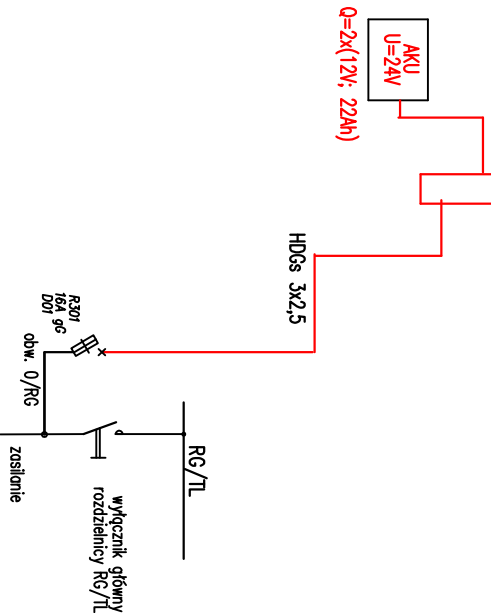 AKU
U=24V
Q=2x(12V; 22Ah)
HDGs 3x2,5
R301
16A gG
D01
obw. 0/RG
zasilanie
RG/TL
wyłącznik główny
rozdzielnicy RG/TL